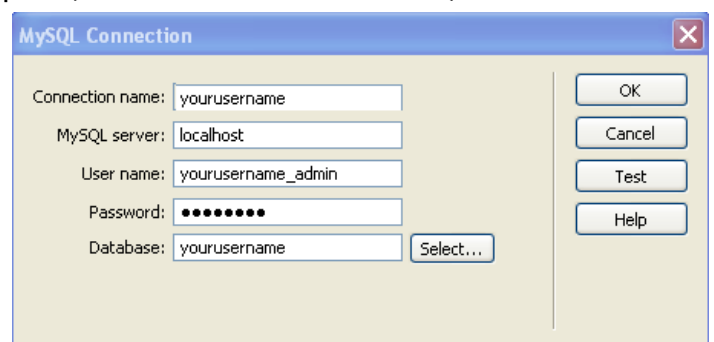 MySQL Connection
Connection name: yourusername
MySQL server: localhost
User name: yourusername_admin
Password: ●●●●●●●●
Database: yourusername Select...
OK
Cancel
Test
Help